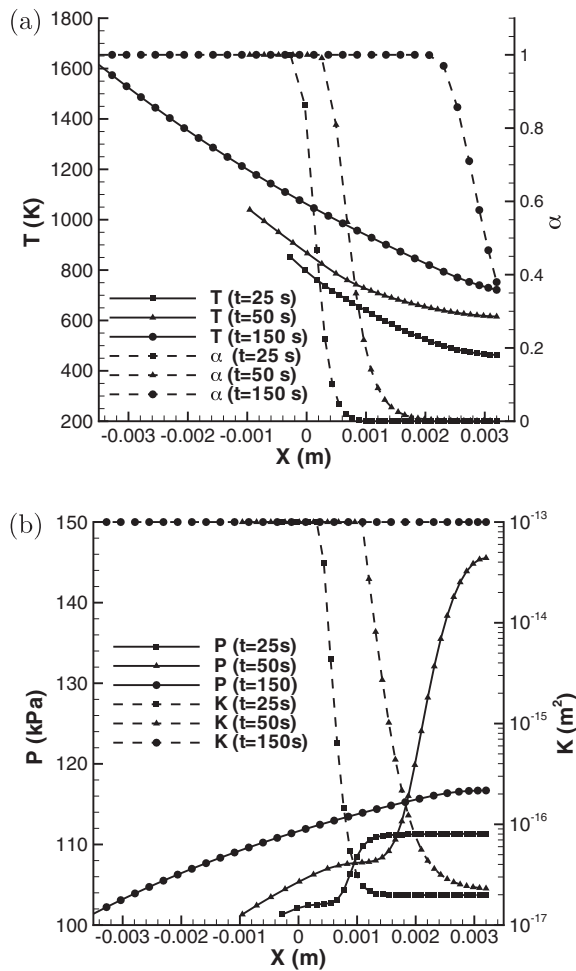 (a)
1800
1600
1400
1200
1000
800
600
400
200
T (K)
1
0.8
0.6
0.4
0.2
0
α
T (t=25 s)
T (t=50 s)
T (t=150 s)
α (t=25 s)
α (t=50 s)
α (t=150 s)
-0.003 -0.002 -0.001 0 0.001 0.002 0.003
X (m)
(b)
150
140
130
120
110
100
P (kPa)
10-13
10-14
10-15
10-16
10-17
K (m2)
P (t=25s)
P (t=50s)
P (t=150)
K (t=25s)
K (t=50s)
K (t=150s)
-0.003 -0.002 -0.001 0 0.001 0.002 0.003
X (m)